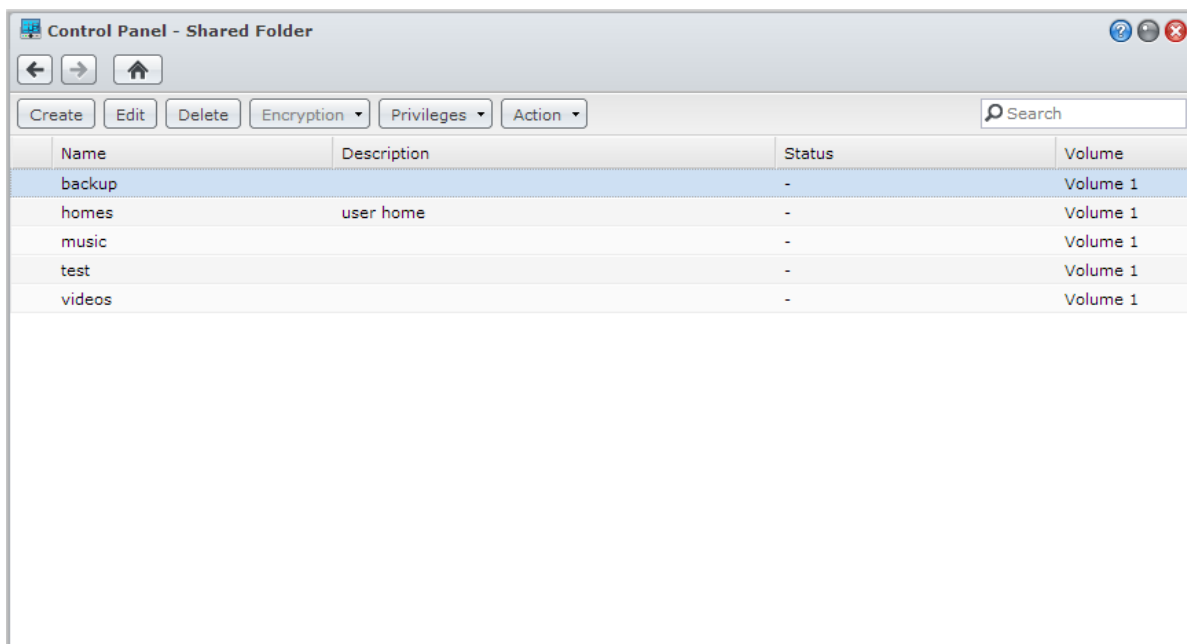 Control Panel - Shared Folder
Create Edit Delete Encryption Privileges Action Search
Name Description Status Volume
backup - Volume 1
homes user home - Volume 1
music - Volume 1
test - Volume 1
videos - Volume 1